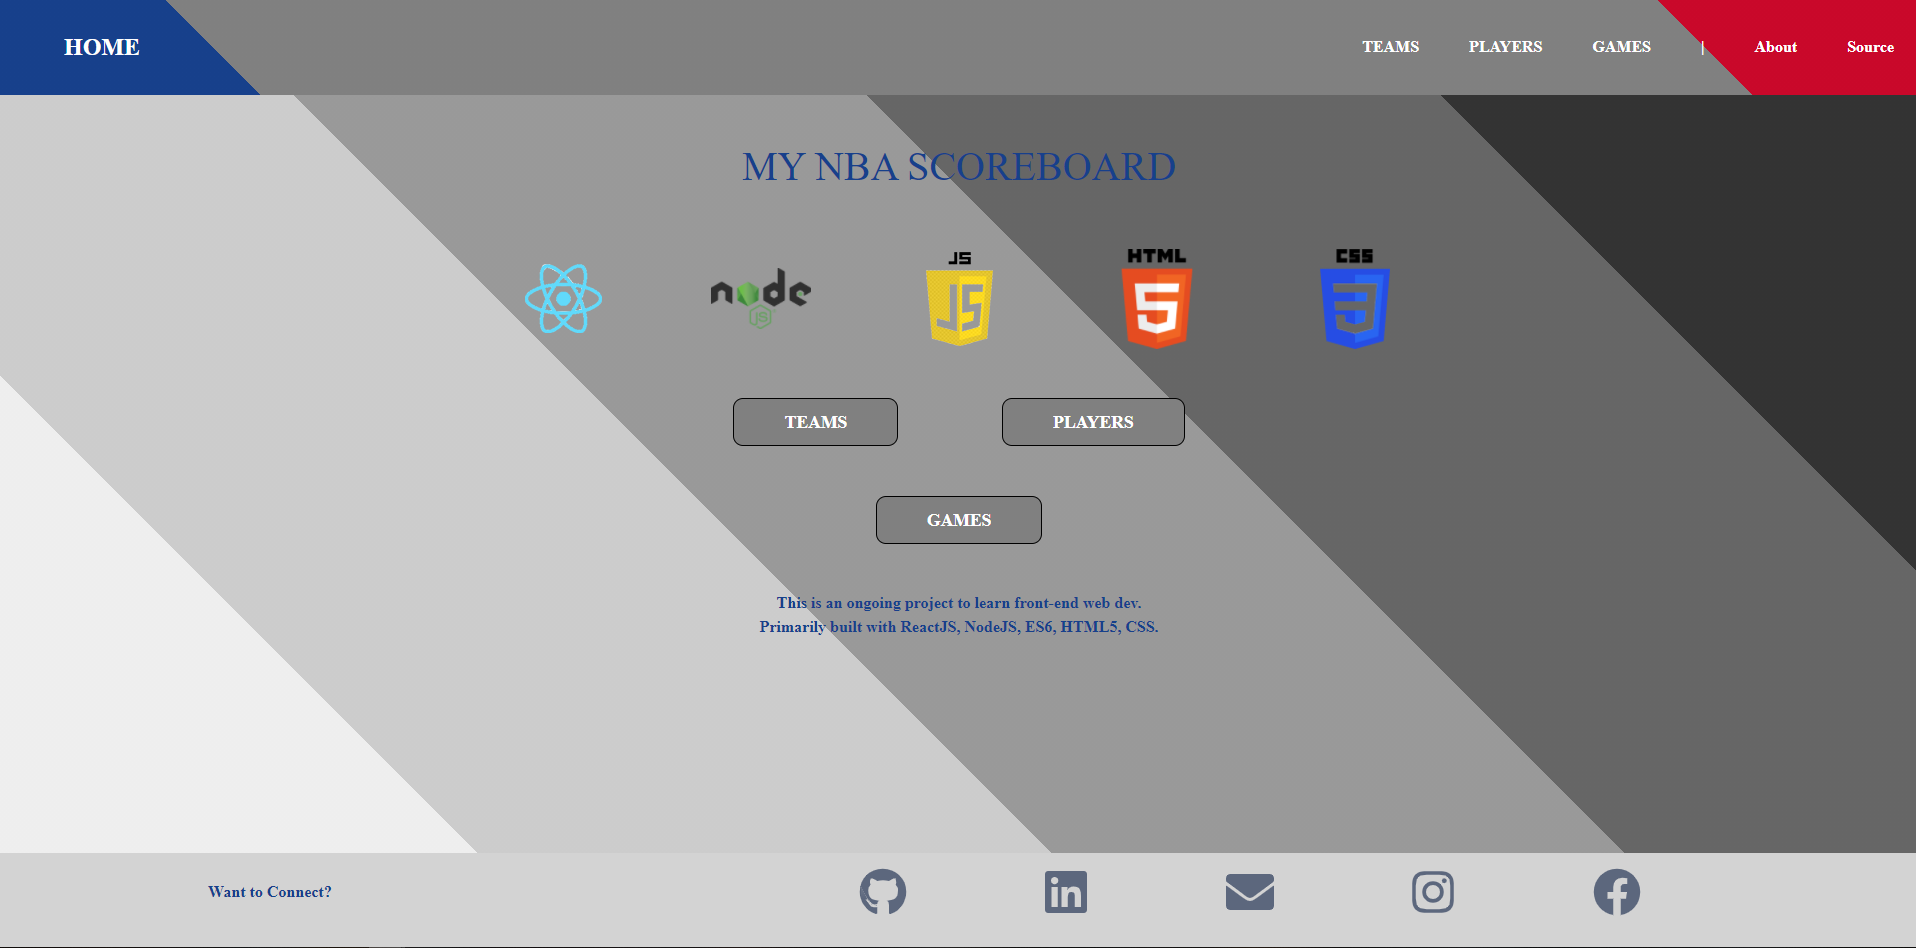 HOME
TEAMS PLAYERS GAMES | About Source
MY NBA SCOREBOARD
node JS
JS JS
HTML 5
CSS 3
TEAMS PLAYERS
GAMES
This is an ongoing project to learn front-end web dev.
Primarily built with ReactJS, NodeJS, ES6, HTML5, CSS.
Want to Connect? in